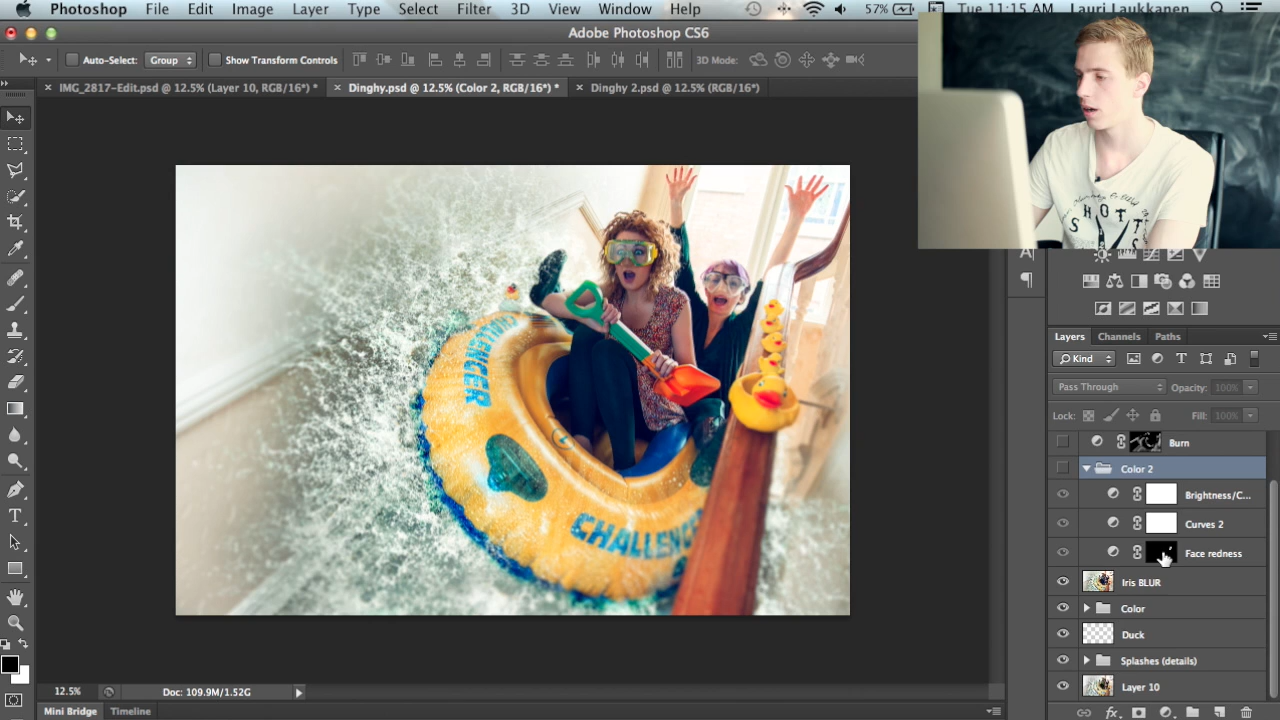 Photoshop File Edit Image Layer Type Select Filter 3D View Window Help 57% Tue 11:15 AM Lauri Laukkanen
Adobe Photoshop CS6
Auto-Select: Group Show Transform Controls 3D Mode:
IMG_2817-Edit.psd @ 12.5% (Layer 10, RGB/16*) *
Dinghy.psd @ 12.5% (Color 2, RGB/16*) *
Dinghy 2.psd @ 12.5% (RGB/16*)
SHOTTS
CHALLENGER
CHALLENGER
Layers Channels Paths
Kind
Pass Through Opacity: 100%
Lock: Fill: 100%
Burn
Color 2
Brightness/C...
Curves 2
Face redness
Iris BLUR
Color
Duck
Splashes (details)
Layer 10
12.5% Doc: 109.9M/1.52G
Mini Bridge Timeline